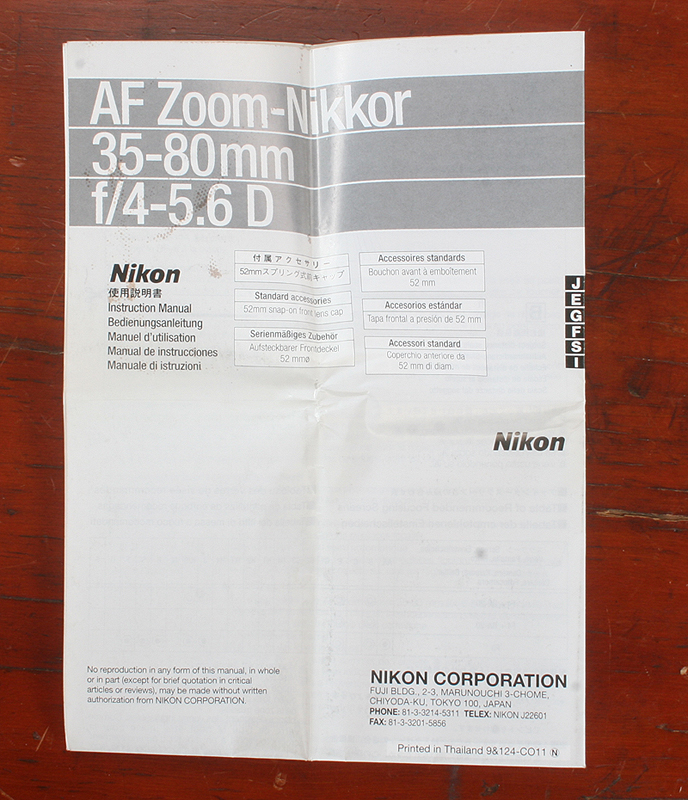 AF Zoom-Nikkor
35-80mm
f/4-5.6 D
Nikon
使用説明書
Instruction Manual
Bedienungsanleitung
Manuel d'utilisation
Manual de instrucciones
Manuale di istruzioni
付属アクセサリー
52mmスプリング式前キャップ
Standard accessories
52mm snap-on front lens cap
Serienmäßiges Zubehör
Aufsteckbarer Frontdeckel
52 mmø
Accessoires standards
Bouchon avant à emboîtement
52 mm
Accesorios estándar
Tapa frontal a presión de 52 mm
Accessori standard
Coperchio anteriore da
52 mm di diam.
J
E
G
F
S
I
Nikon
No reproduction in any form of this manual, in whole
or in part (except for brief quotation in critical
articles or reviews), may be made without written
authorization from NIKON CORPORATION.
NIKON CORPORATION
FUJI BLDG., 2-3, MARUNOUCHI 3-CHOME,
CHIYODA-KU, TOKYO 100, JAPAN
PHONE: 81-3-3214-5311 TELEX: NIKON J22601
FAX: 81-3-3201-5856
Printed in Thailand 9&124-CO11 Ⓝ